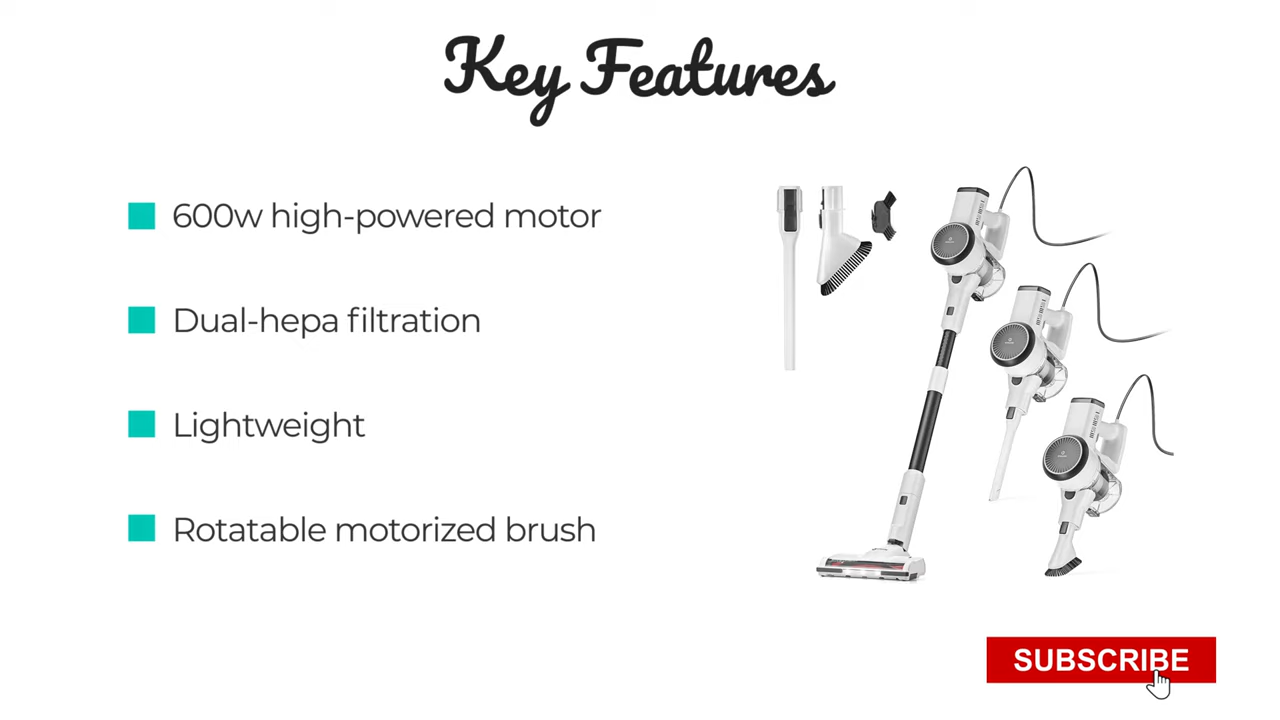 Key Features
600w high-powered motor
Dual-hepa filtration
Lightweight
Rotatable motorized brush
SUBSCRIBE